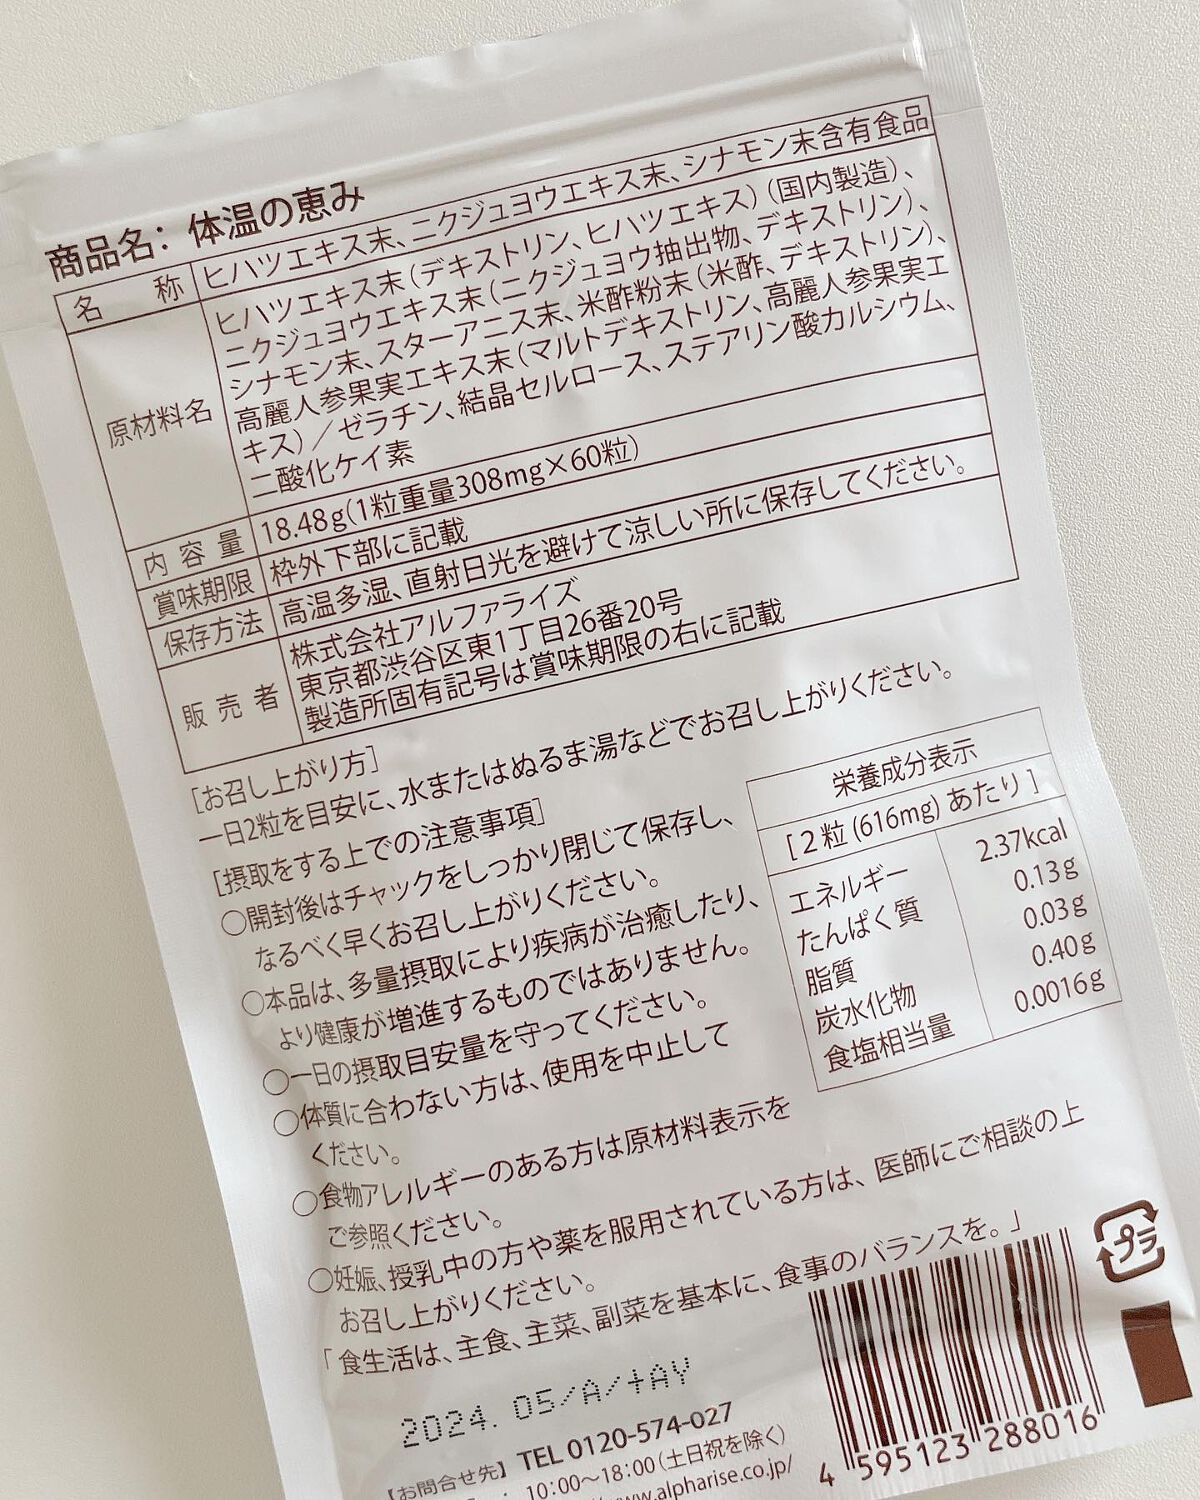 商品名：体温の恵み
名称 ヒハツエキス末、ニクジュヨウエキス末、シナモン末含有食品
原材料名 ヒハツエキス末（デキストリン、ヒハツエキス）（国内製造）、
ニクジュヨウエキス末（ニクジュヨウ抽出物、デキストリン）、
シナモン末、スターアニス末、米酢粉末（米酢、デキストリン）、
高麗人参果実エキス末（マルトデキストリン、高麗人参果実エ
キス）／ゼラチン、結晶セルロース、ステアリン酸カルシウム、
二酸化ケイ素
内容量 18.48g(1粒重量308mg×60粒)
賞味期限 枠外下部に記載
保存方法 高温多湿、直射日光を避けて涼しい所に保存してください。
販売者 株式会社アルファライズ
東京都渋谷区東1丁目26番20号
製造所固有記号は賞味期限の右に記載
[お召し上がり方]
一日2粒を目安に、水またはぬるま湯などでお召し上がりください。
[摂取をする上での注意事項]
○開封後はチャックをしっかり閉じて保存し、
なるべく早くお召し上がりください。
○本品は、多量摂取により疾病が治癒したり、
より健康が増進するものではありません。
○一日の摂取目安量を守ってください。
○体質に合わない方は、使用を中止して
ください。
○食物アレルギーのある方は原材料表示を
ご参照ください。
○妊娠、授乳中の方や薬を服用されている方は、医師にご相談の上
お召し上がりください。
「食生活は、主食、主菜、副菜を基本に、食事のバランスを。」
栄養成分表示
[2粒(616mg)あたり]
エネルギー 2.37kcal
たんぱく質 0.13g
脂質 0.03g
炭水化物 0.40g
食塩相当量 0.0016g
プラ
2024.05/A/+AY
【お問合せ先】TEL 0120-574-027
10:00～18:00（土日祝を除く）
www.alpharise.co.jp/
4 595123 288016